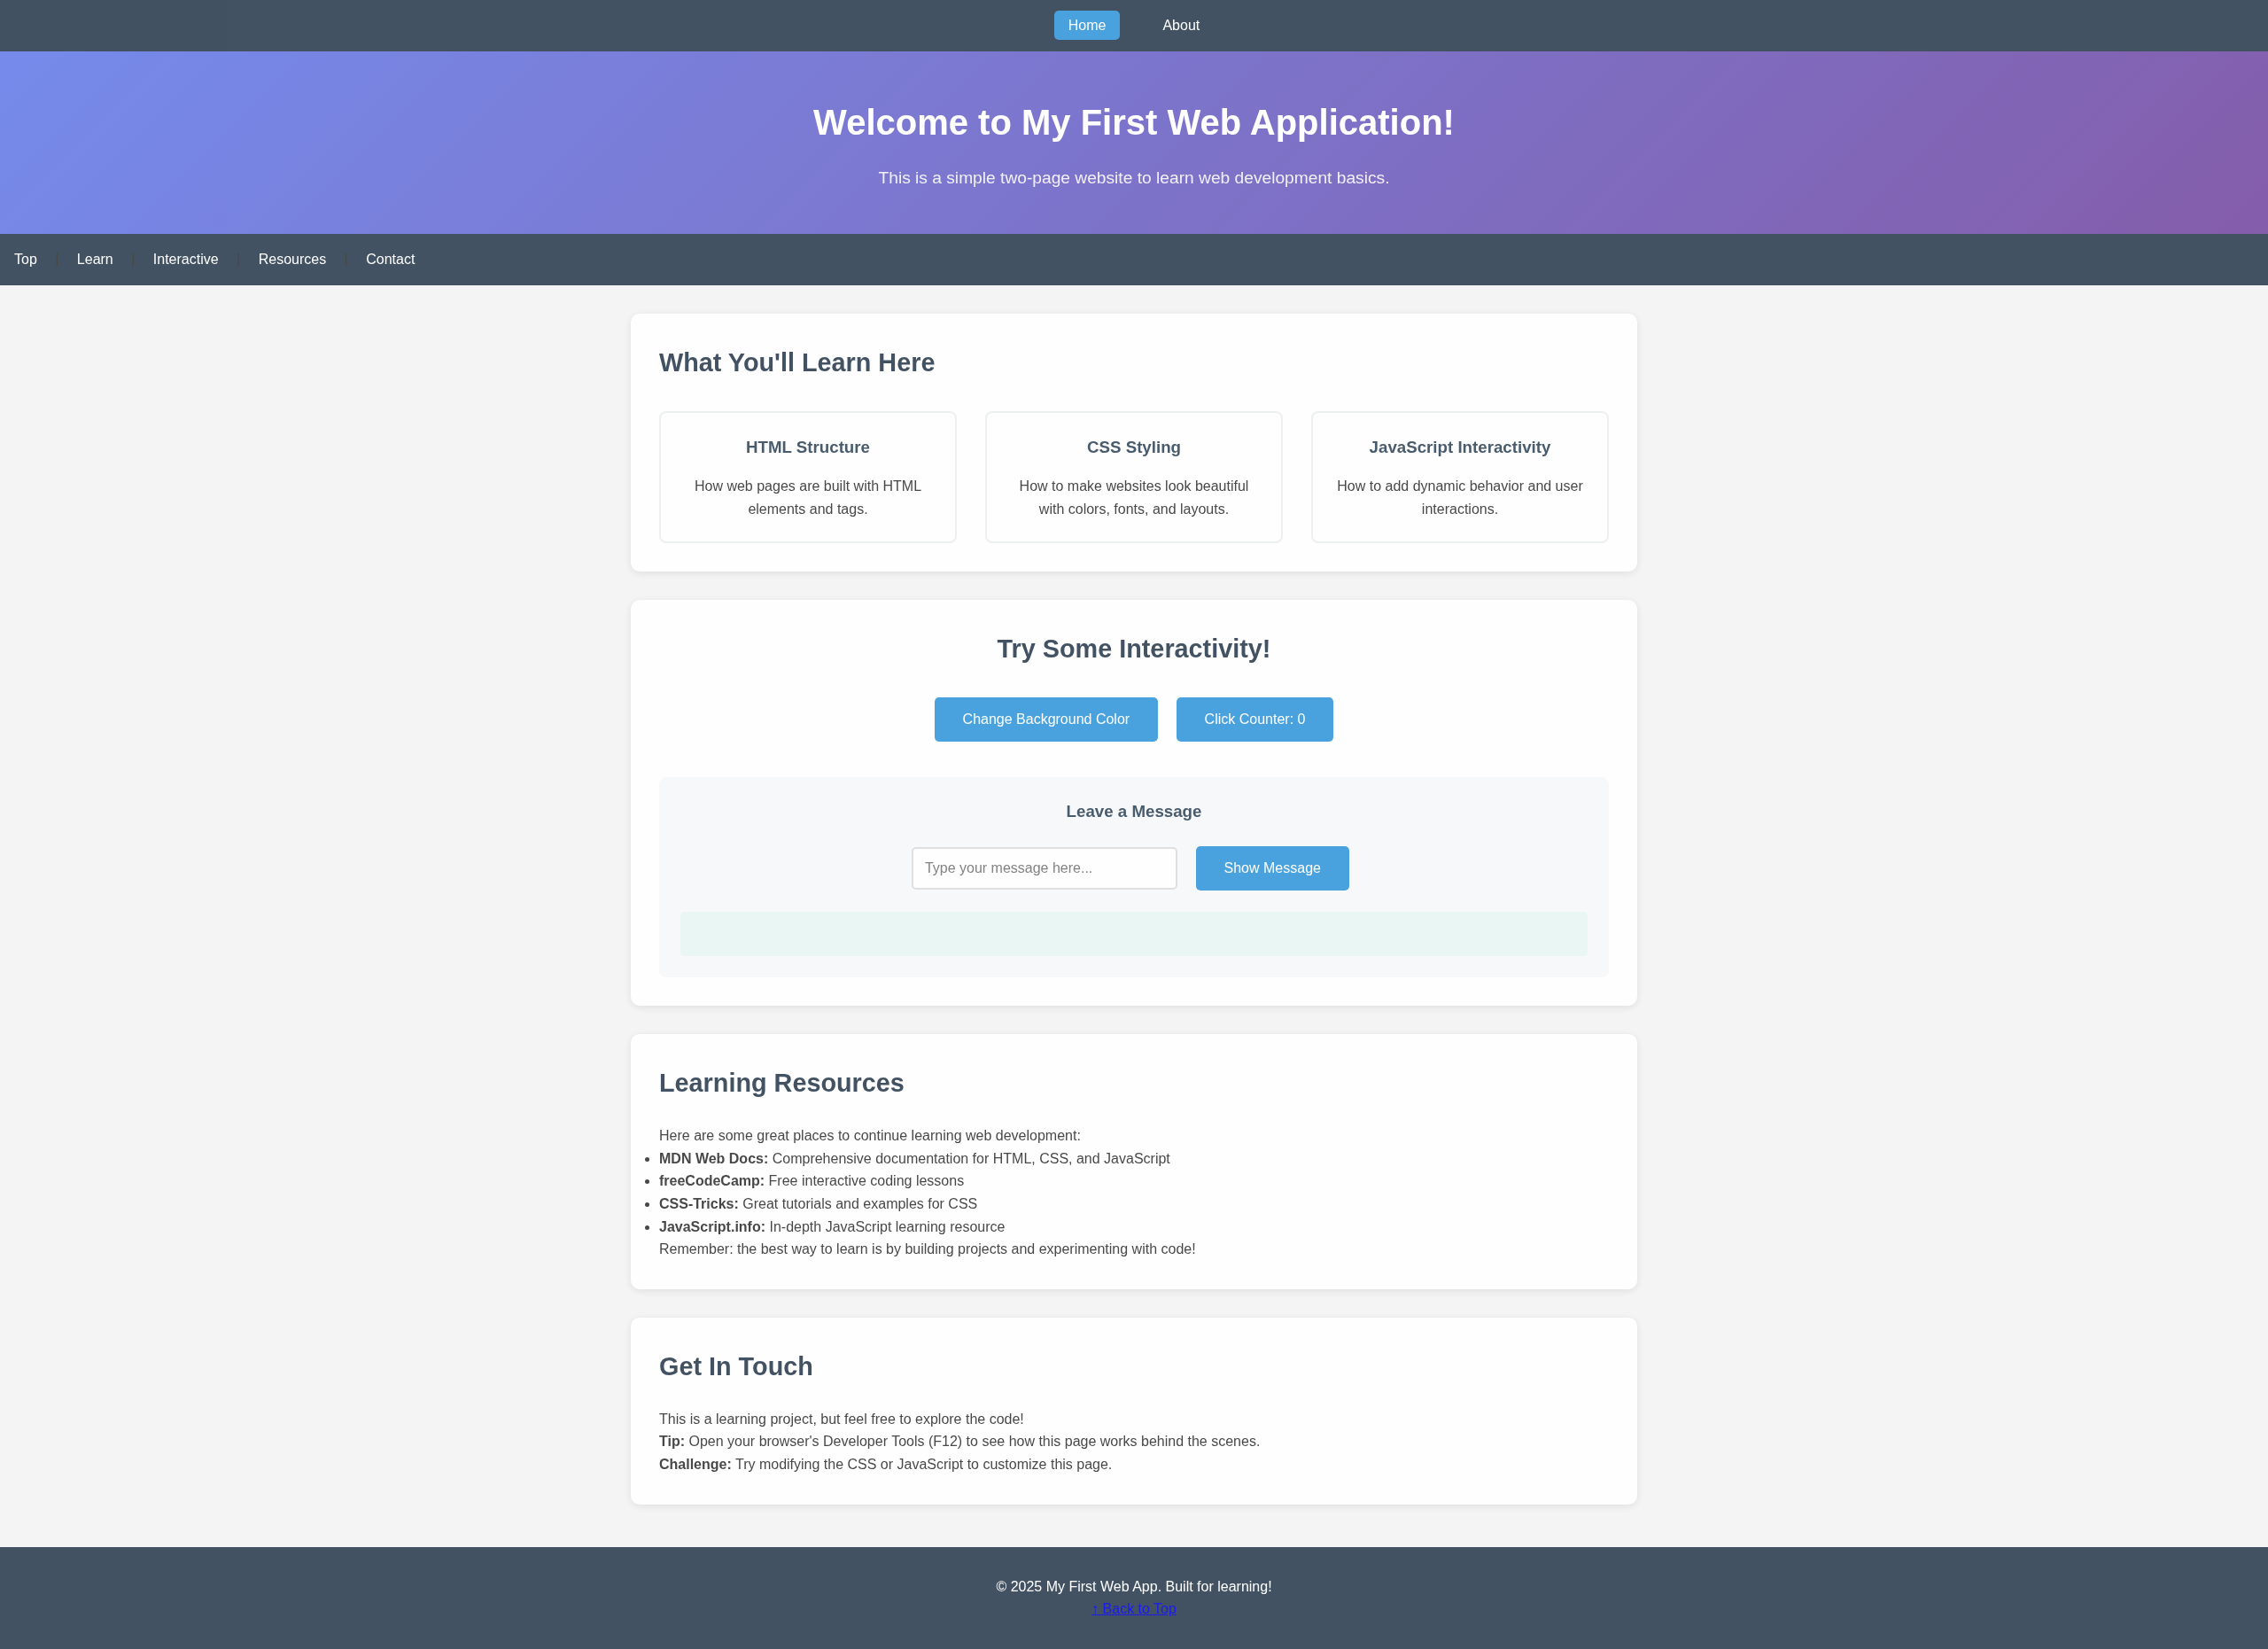 Home About
Welcome to My First Web Application!
This is a simple two-page website to learn web development basics.
Top | Learn | Interactive | Resources | Contact
What You'll Learn Here
HTML Structure
How web pages are built with HTML
elements and tags.
CSS Styling
How to make websites look beautiful
with colors, fonts, and layouts.
JavaScript Interactivity
How to add dynamic behavior and user
interactions.
Try Some Interactivity!
Change Background Color
Click Counter: 0
Leave a Message
Type your message here...
Show Message
Learning Resources
Here are some great places to continue learning web development:
• MDN Web Docs: Comprehensive documentation for HTML, CSS, and JavaScript
• freeCodeCamp: Free interactive coding lessons
• CSS-Tricks: Great tutorials and examples for CSS
• JavaScript.info: In-depth JavaScript learning resource
Remember: the best way to learn is by building projects and experimenting with code!
Get In Touch
This is a learning project, but feel free to explore the code!
Tip: Open your browser's Developer Tools (F12) to see how this page works behind the scenes.
Challenge: Try modifying the CSS or JavaScript to customize this page.
© 2025 My First Web App. Built for learning!
↑ Back to Top